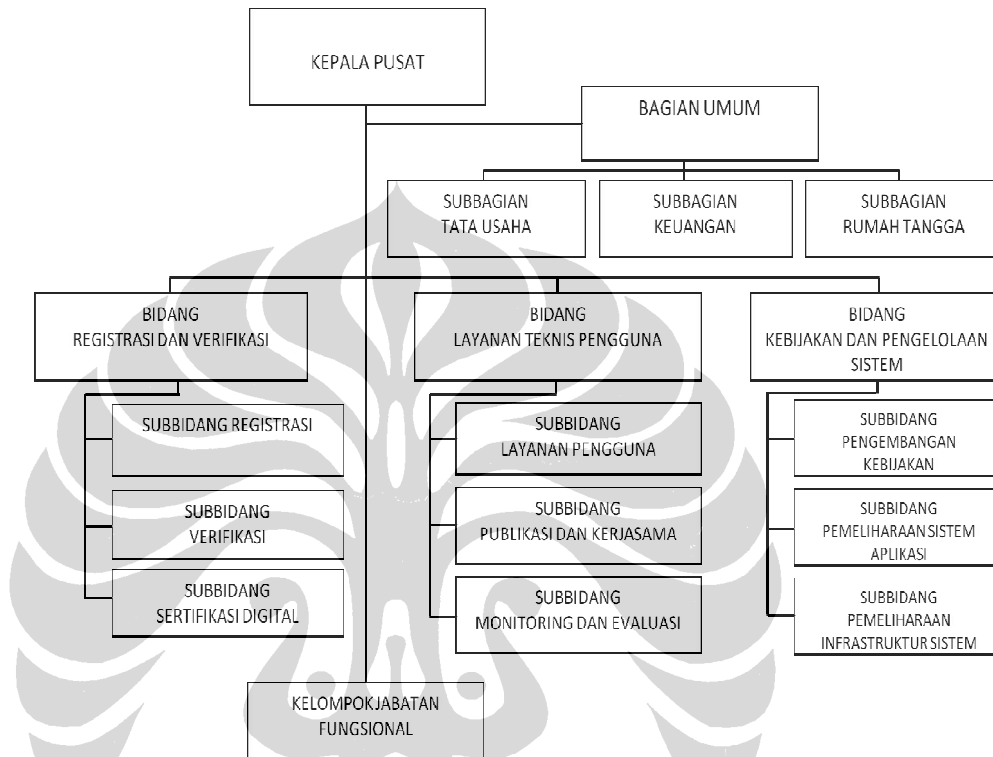 KEPALA PUSAT
BAGIAN UMUM
SUBBAGIAN
TATA USAHA
SUBBAGIAN
KEUANGAN
SUBBAGIAN
RUMAH TANGGA
BIDANG
REGISTRASI DAN VERIFIKASI
BIDANG
LAYANAN TEKNIS PENGGUNA
BIDANG
KEBIJAKAN DAN PENGELOLAAN
SISTEM
SUBBIDANG REGISTRASI
SUBBIDANG
VERIFIKASI
SUBBIDANG
SERTIFIKASI DIGITAL
SUBBIDANG
LAYANAN PENGGUNA
SUBBIDANG
PUBLIKASI DAN KERJASAMA
SUBBIDANG
MONITORING DAN EVALUASI
SUBBIDANG
PENGEMBANGAN
KEBIJAKAN
SUBBIDANG
PEMELIHARAAN SISTEM
APLIKASI
SUBBIDANG
PEMELIHARAAN
INFRASTRUKTUR SISTEM
KELOMPOKJABATAN
FUNGSIONAL